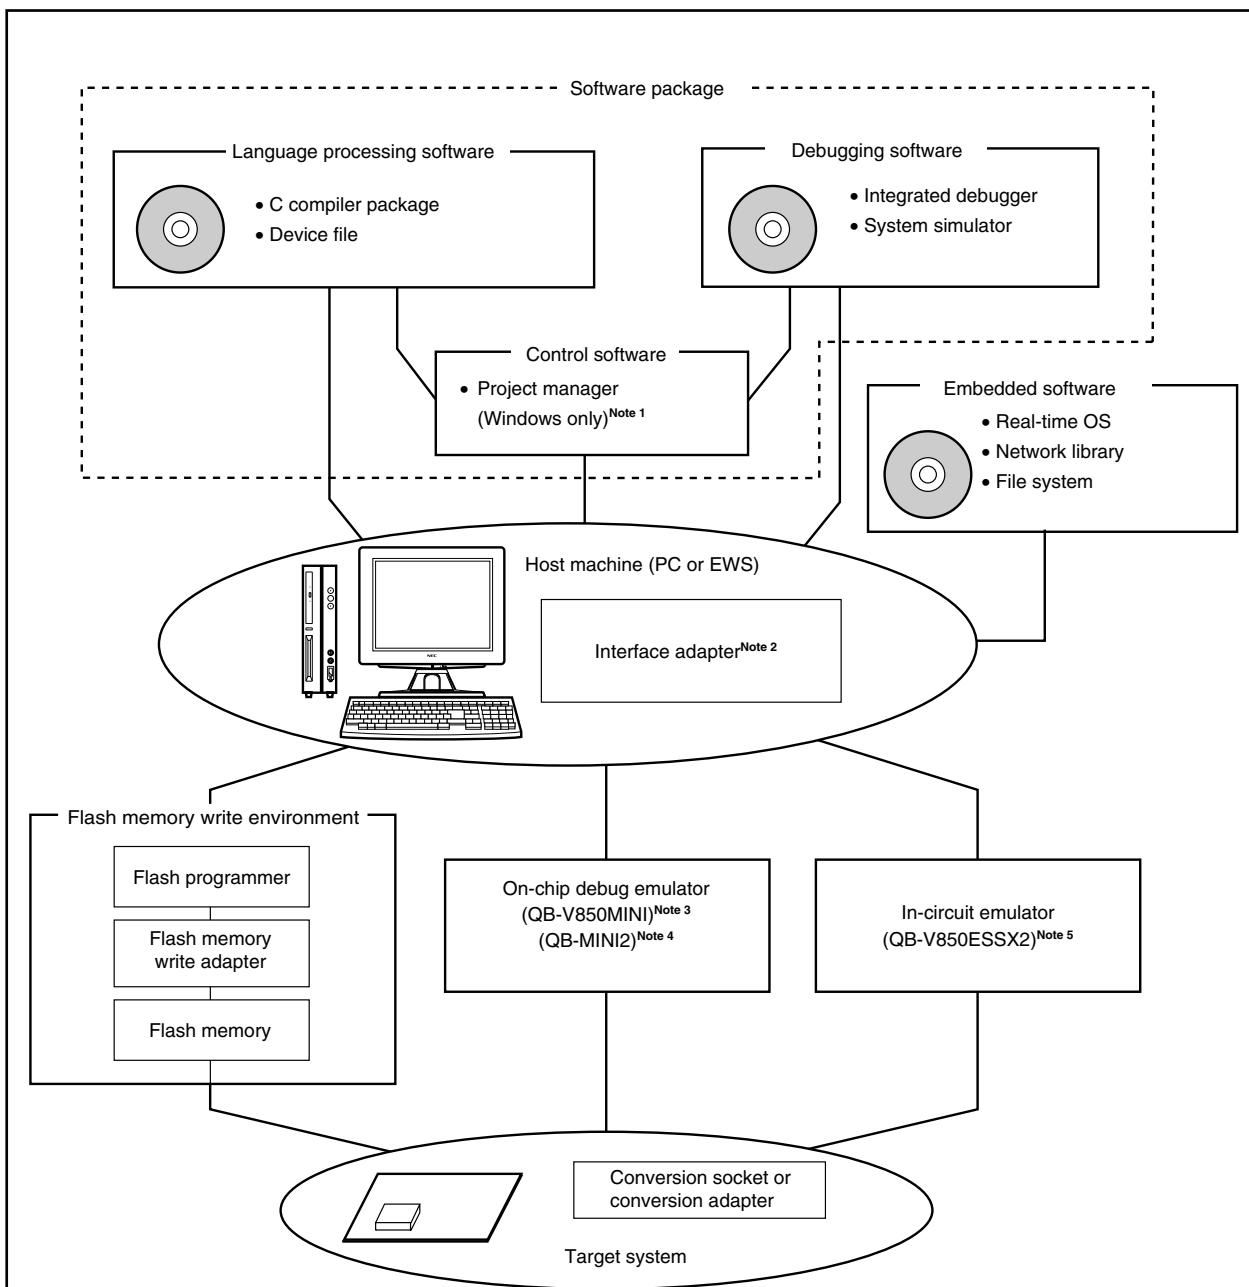 Software package
Language processing software
• C compiler package
• Device file
Debugging software
• Integrated debugger
• System simulator
Control software
• Project manager
(Windows only)Note 1
Embedded software
• Real-time OS
• Network library
• File system
Host machine (PC or EWS)
NEC
Interface adapterNote 2
Flash memory write environment
Flash programmer
Flash memory
write adapter
Flash memory
On-chip debug emulator
(QB-V850MINI)Note 3
(QB-MINI2)Note 4
In-circuit emulator
(QB-V850ESSX2)Note 5
Conversion socket or
conversion adapter
Target system